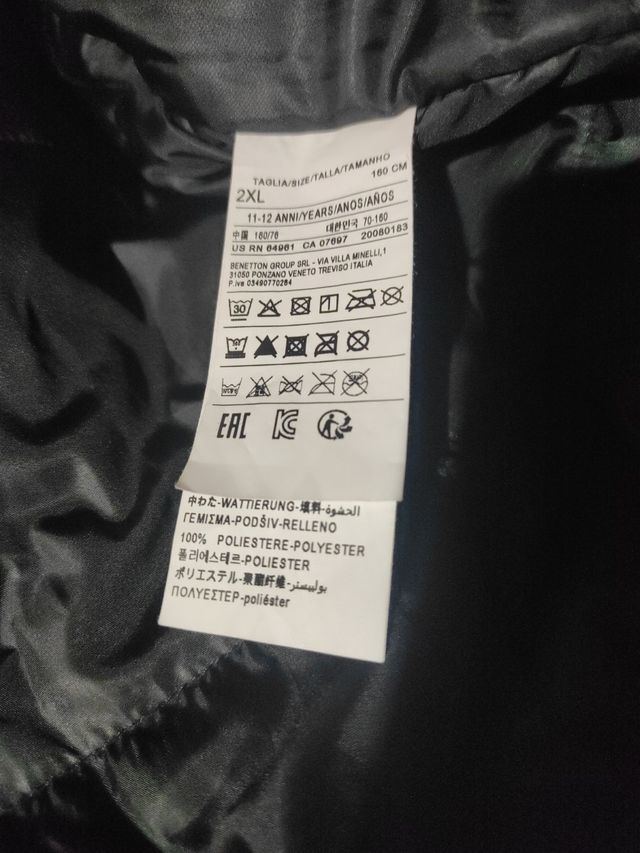 TAGLIA/SIZE/TALLA/TAMANHO
2XL 160 CM
11-12 ANNI/YEARS/ANOS/AÑOS
中国 160/76 대한민국 70-160
US RN 64961 CA 07697 20080183
BENETTON GROUP SRL - VIA VILLA MINELLI,1
31050 PONZANO VENETO TREVISO ITALIA
P.iva 03490770264
30
EAC KC
中わた-WATTIERUNG-填料-الحشوة
ΓΕΜΙΣΜΑ-PODŠIV-RELLENO
100% POLIESTERE-POLYESTER
폴리에스테르-POLIESTER
ポリエステル-聚酯纤维-بوليستر
ΠΟΛΥΕΣΤΕΡ-poliéster